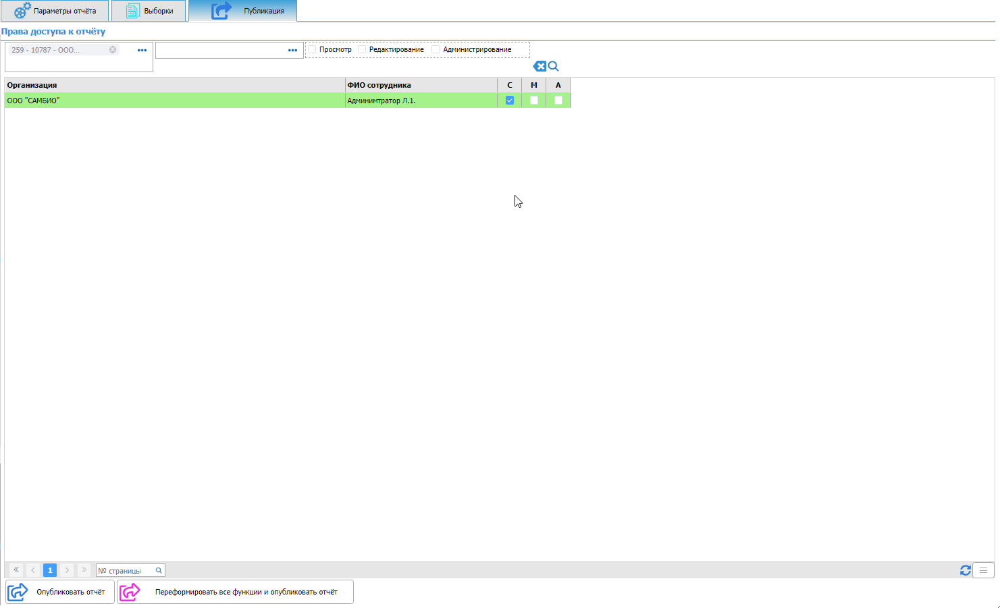 Параметры отчёта
Выборки
Публикация
Права доступа к отчёту
259 - 10787 - ООО...
Просмотр
Редактирование
Администрирование
Организация
ФИО сотрудника
С
М
А
ООО "САМБИО"
Админимтратор Л.1.
1
№ страницы
Опубликовать отчёт
Переформировать все функции и опубликовать отчёт